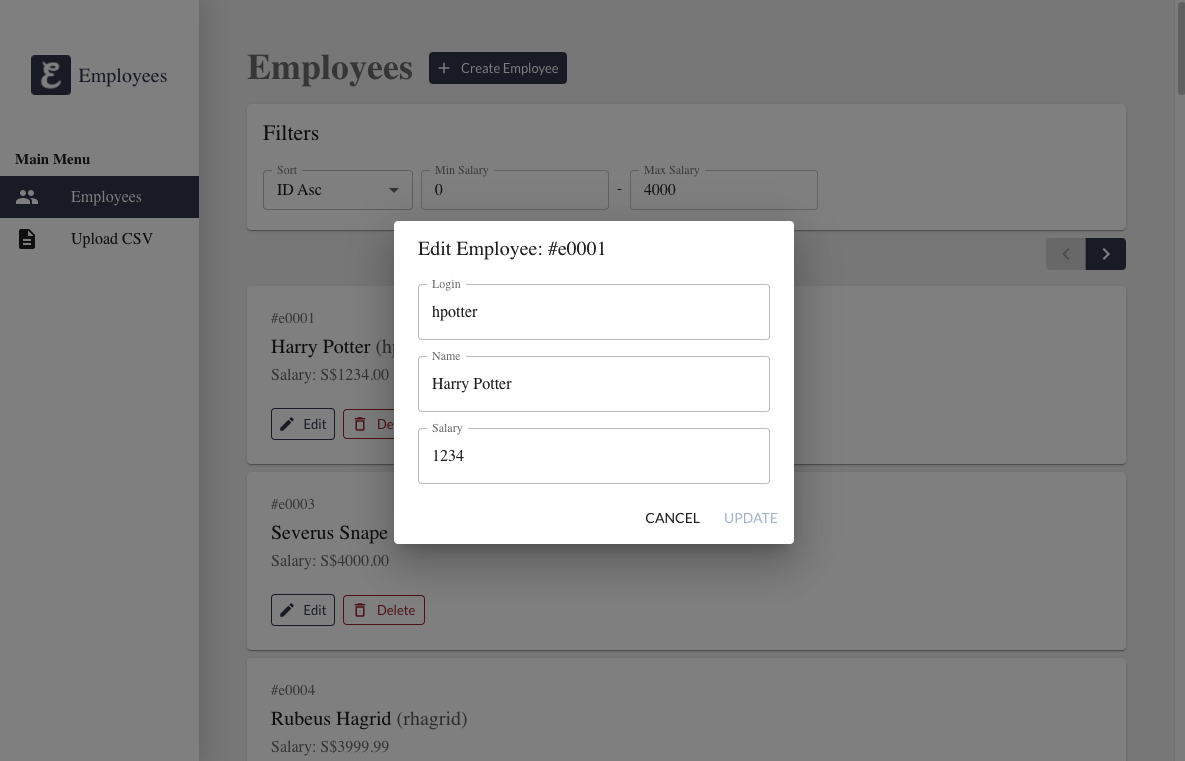 Employees
Main Menu
Employees
Upload CSV
Employees
Create Employee
Filters
Sort
ID Asc
Min Salary
0
-
Max Salary
4000
#e0001
Harry Potter (hp
Salary: S$1234.00
Edit
De
#e0003
Severus Snape
Salary: S$4000.00
Edit
Delete
#e0004
Rubeus Hagrid (rhagrid)
Salary: S$3999.99
Edit Employee: #e0001
Login
hpotter
Name
Harry Potter
Salary
1234
CANCEL
UPDATE